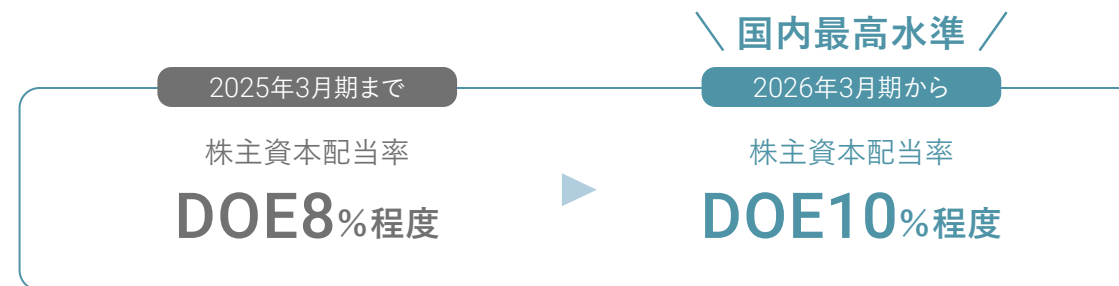 国内最高水準
2025年3月期まで
株主資本配当率
DOE8%程度
2026年3月期から
株主資本配当率
DOE10%程度